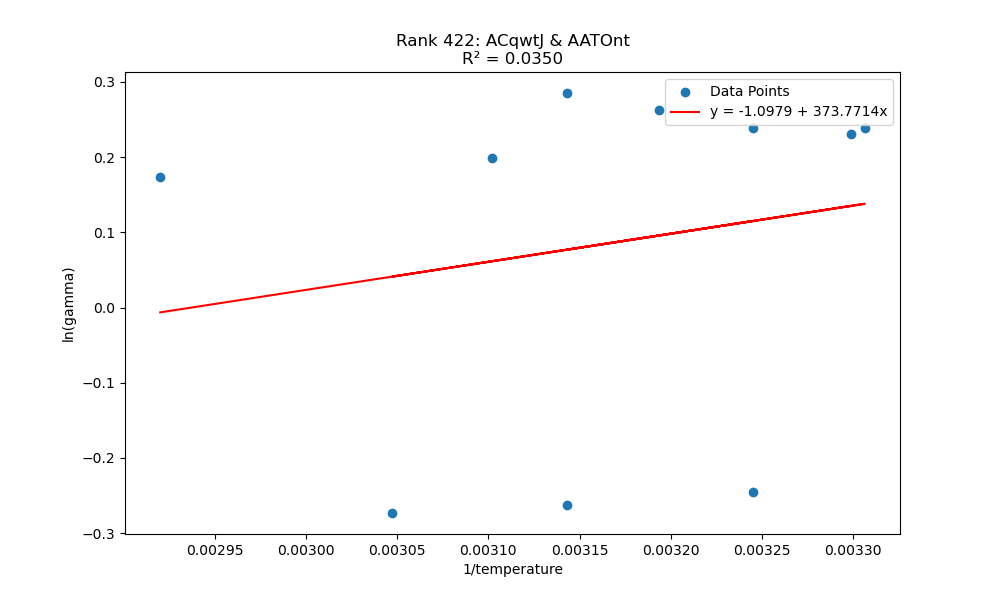 Rank 422: ACqwtJ & AATOnt
R² = 0.0350
Data Points
y = -1.0979 + 373.7714x
0.3
0.2
0.1
0.0
−0.1
−0.2
−0.3
ln(gamma)
0.00295
0.00300
0.00305
0.00310
0.00315
0.00320
0.00325
0.00330
1/temperature